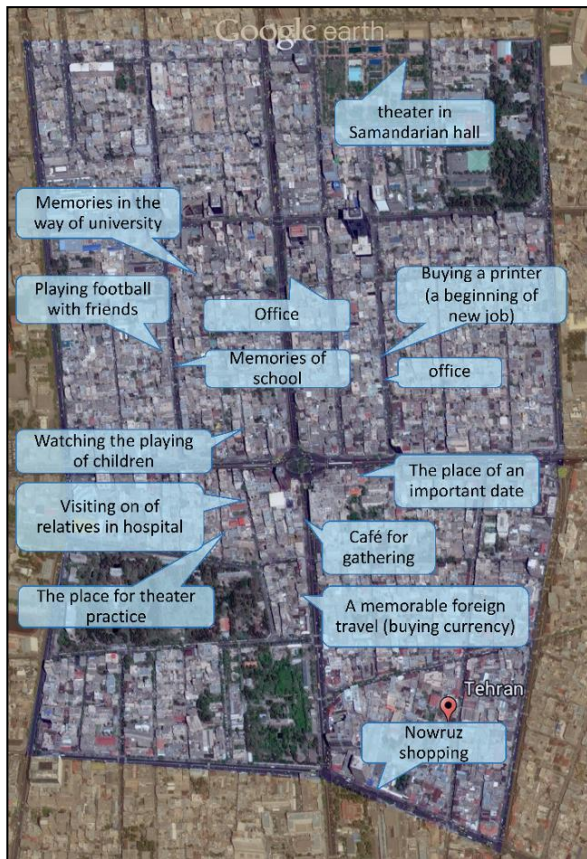 Google earth
theater in
Samandarian hall
Memories in the
way of university
Playing football
with friends
Office
Buying a printer
(a beginning of
new job)
Memories of
school
office
Watching the playing
of children
The place of an
important date
Visiting on of
relatives in hospital
Café for
gathering
The place for theater
practice
A memorable foreign
travel (buying currency)
Tehran
Nowruz
shopping